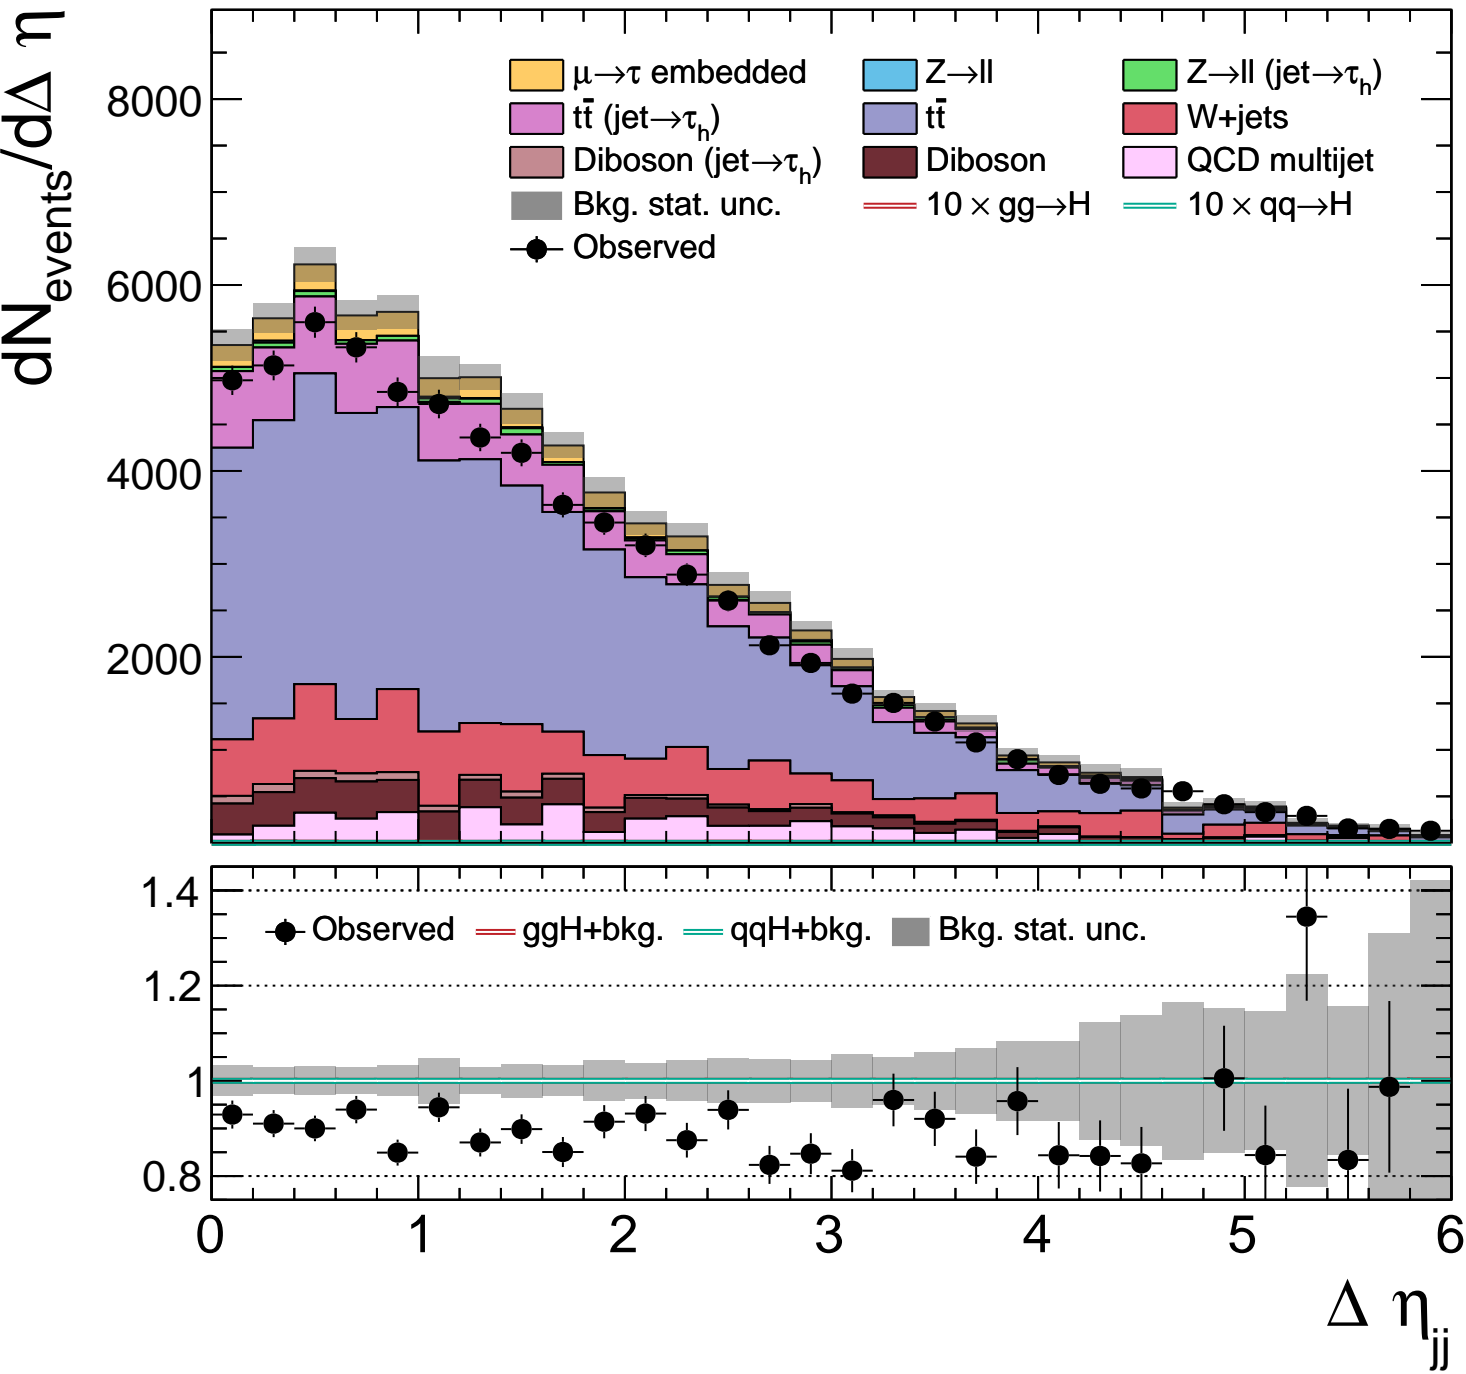 dN_events/dΔ η
8000
6000
4000
2000
μ→τ embedded
Z→ll
Z→ll (jet→τ_h)
tt̄ (jet→τ_h)
tt̄
W+jets
Diboson (jet→τ_h)
Diboson
QCD multijet
Bkg. stat. unc.
10 × gg→H
10 × qq→H
Observed
1.4
1.2
1
0.8
Observed
ggH+bkg.
qqH+bkg.
Bkg. stat. unc.
0 1 2 3 4 5 6
Δ η_jj